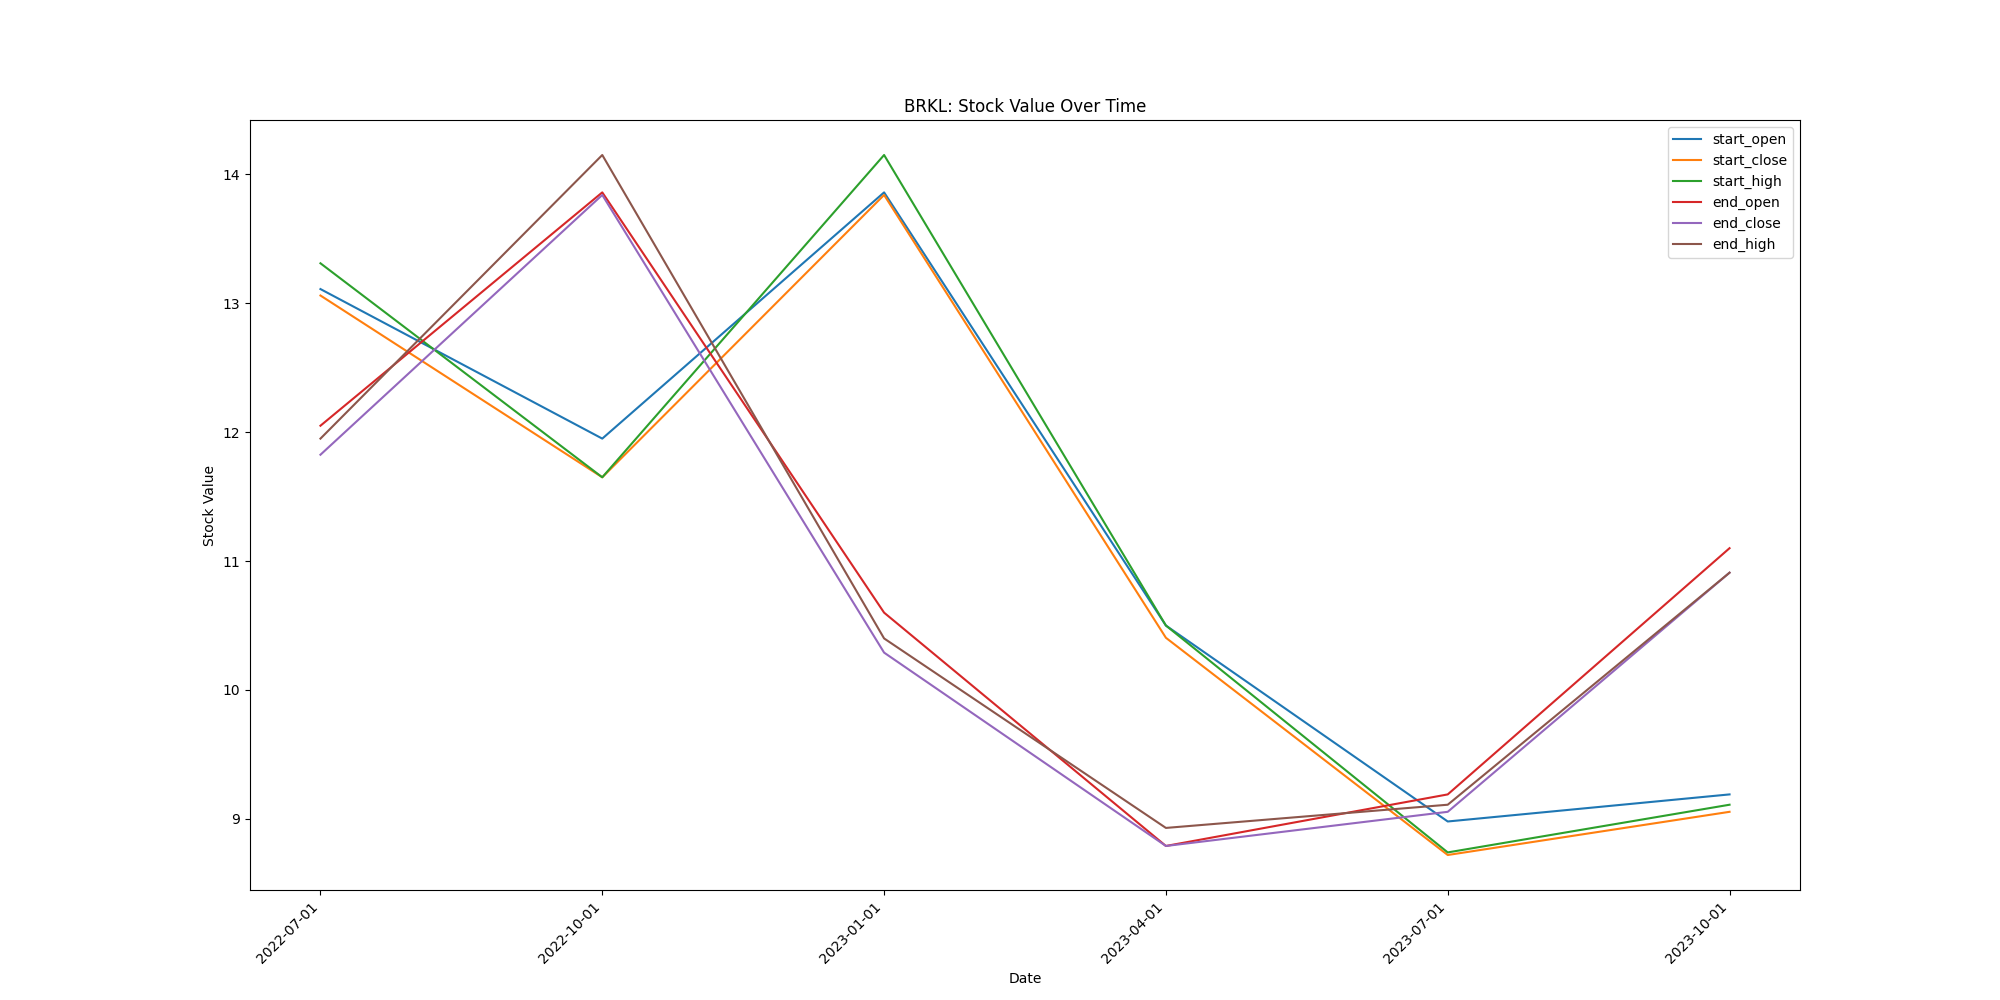 BRKL: Stock Value Over Time
start_open
start_close
start_high
end_open
end_close
end_high
Stock Value
14
13
12
11
10
9
2022-07-01
2022-10-01
2023-01-01
2023-04-01
2023-07-01
2023-10-01
Date